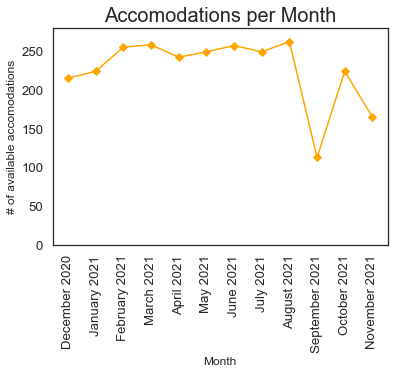 Accomodations per Month
# of available accomodations
250
200
150
100
50
0
December 2020
January 2021
February 2021
March 2021
April 2021
May 2021
June 2021
July 2021
August 2021
September 2021
October 2021
November 2021
Month